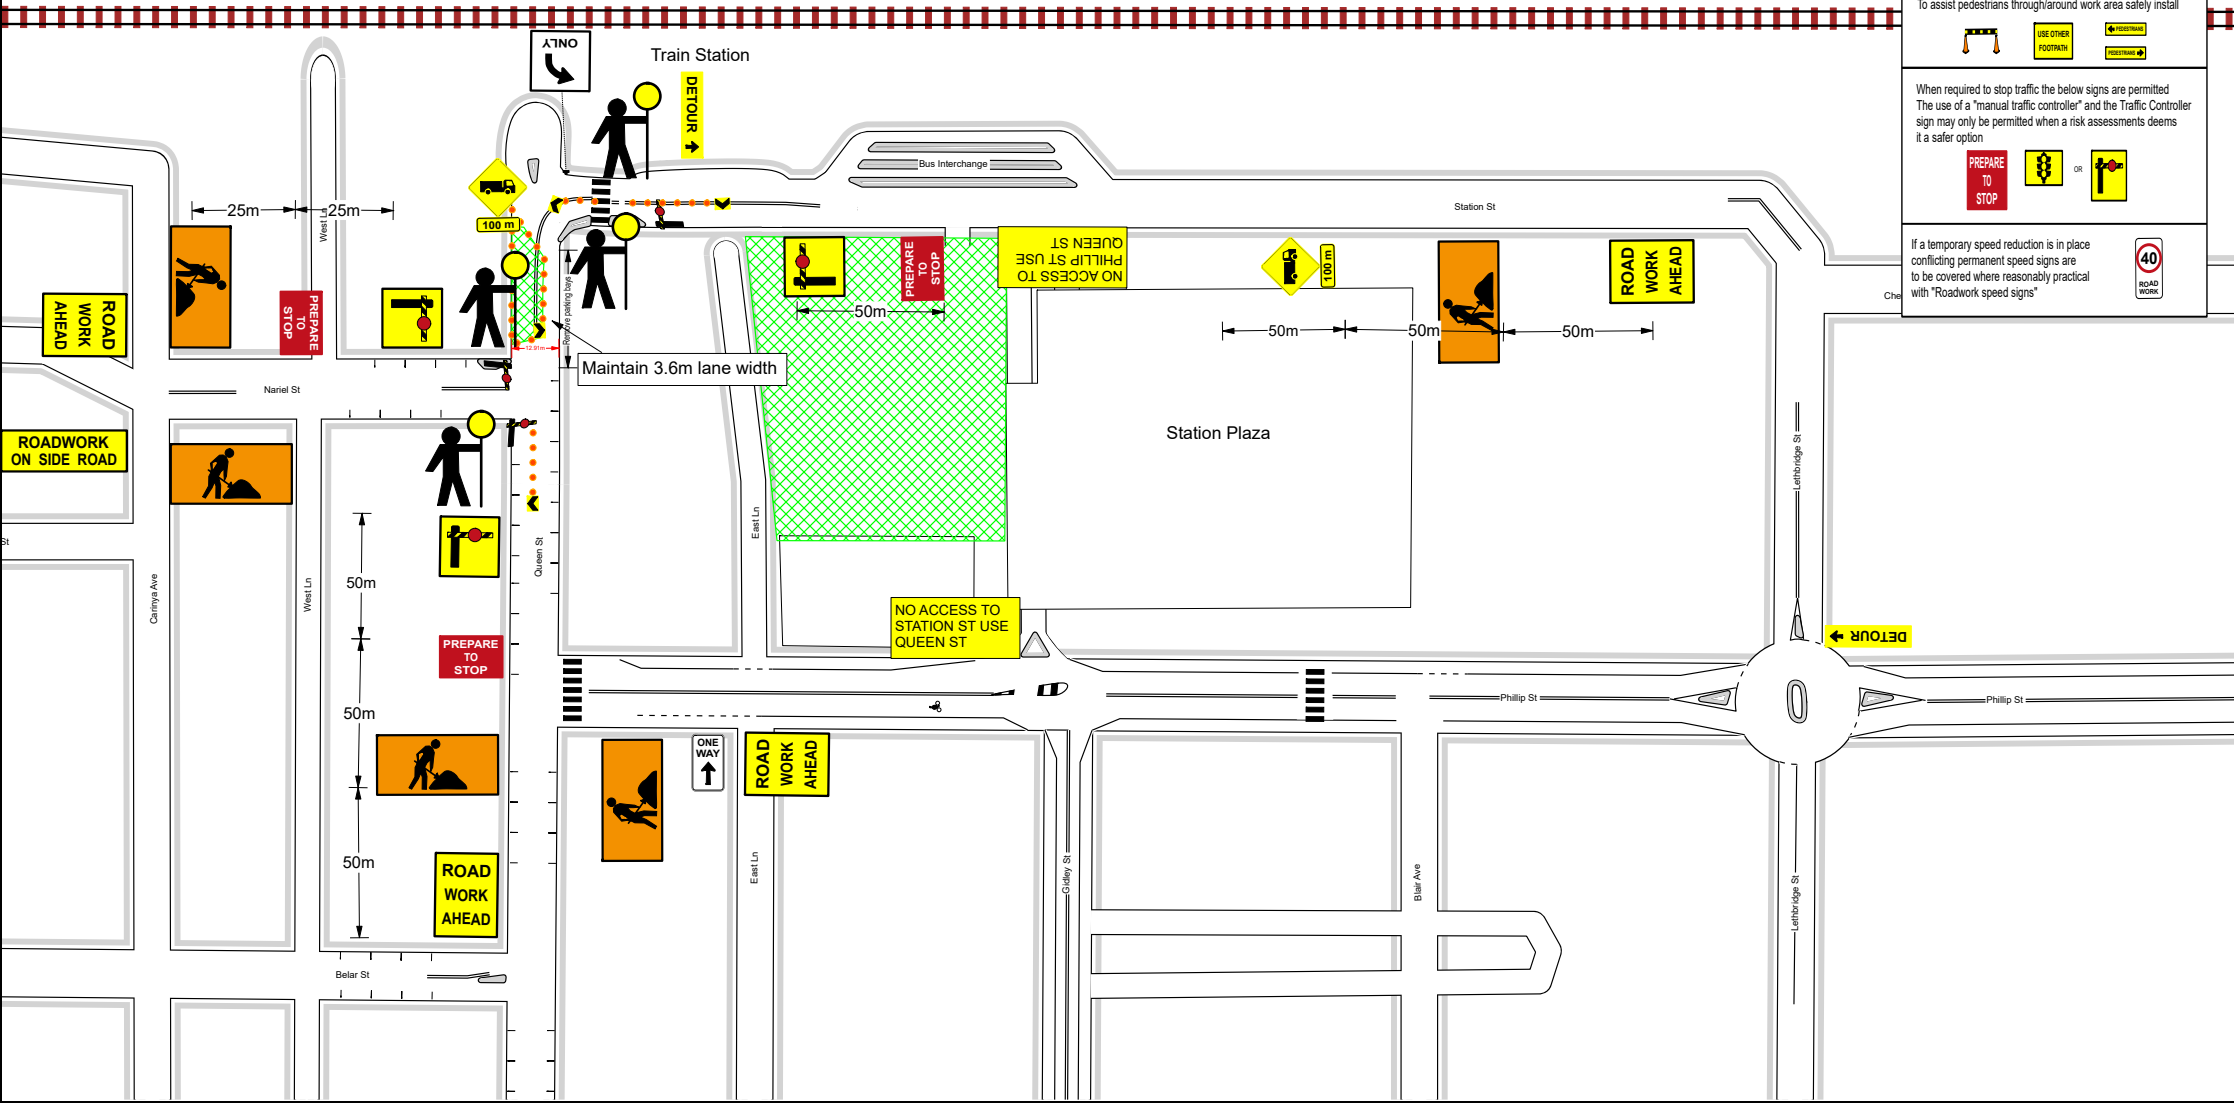 To assist pedestrians through/around work area safely install
USE OTHER
FOOTPATH
PEDESTRIANS
PEDESTRIANS
When required to stop traffic the below signs are permitted
The use of a "manual traffic controller" and the Traffic Controller
sign may only be permitted when a risk assessments deems
it a safer option
PREPARE
TO
STOP
OR
If a temporary speed reduction is in place
conflicting permanent speed signs are
to be covered where reasonably practical
with "Roadwork speed signs"
40
ROAD
WORK
ONLY
Train Station
DETOUR
Bus Interchange
Station St
100 m
25m
25m
West Ln
ROAD
WORK
AHEAD
PREPARE
TO
STOP
Remove parking bays
12.91m
Maintain 3.6m lane width
PREPARE
TO
STOP
50m
NO ACCESS TO
PHILLIP ST USE
QUEEN ST
100 m
50m
50m
50m
ROAD
WORK
AHEAD
Che
Nariel St
ROADWORK
ON SIDE ROAD
Station Plaza
Lethbridge St
St
Carinya Ave
West Ln
50m
Queen St
East Ln
PREPARE
TO
STOP
50m
NO ACCESS TO
STATION ST USE
QUEEN ST
DETOUR
Phillip St
Phillip St
ONE
WAY
ROAD
WORK
AHEAD
50m
ROAD
WORK
AHEAD
East Ln
Gidley St
Blair Ave
Lethbridge St
Belar St